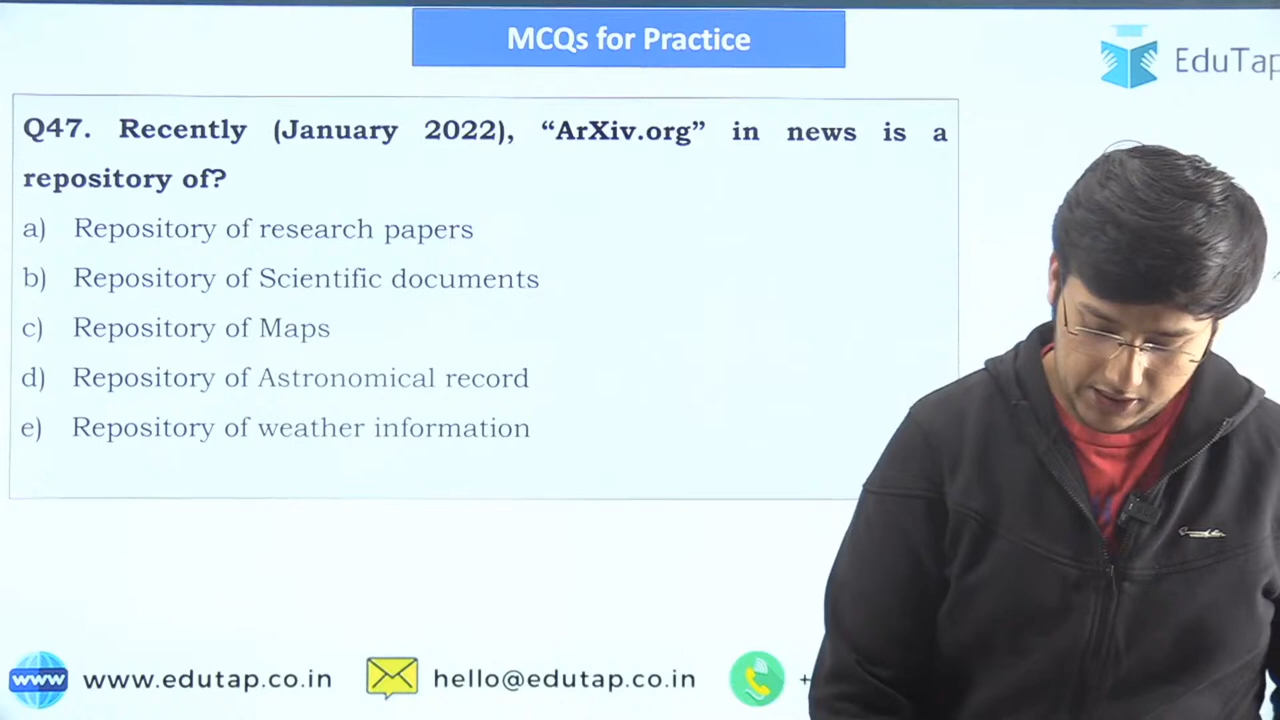 MCQs for Practice
EduTap
Q47. Recently (January 2022), “ArXiv.org” in news is a
repository of?
a) Repository of research papers
b) Repository of Scientific documents
c) Repository of Maps
d) Repository of Astronomical record
e) Repository of weather information
www www.edutap.co.in hello@edutap.co.in +